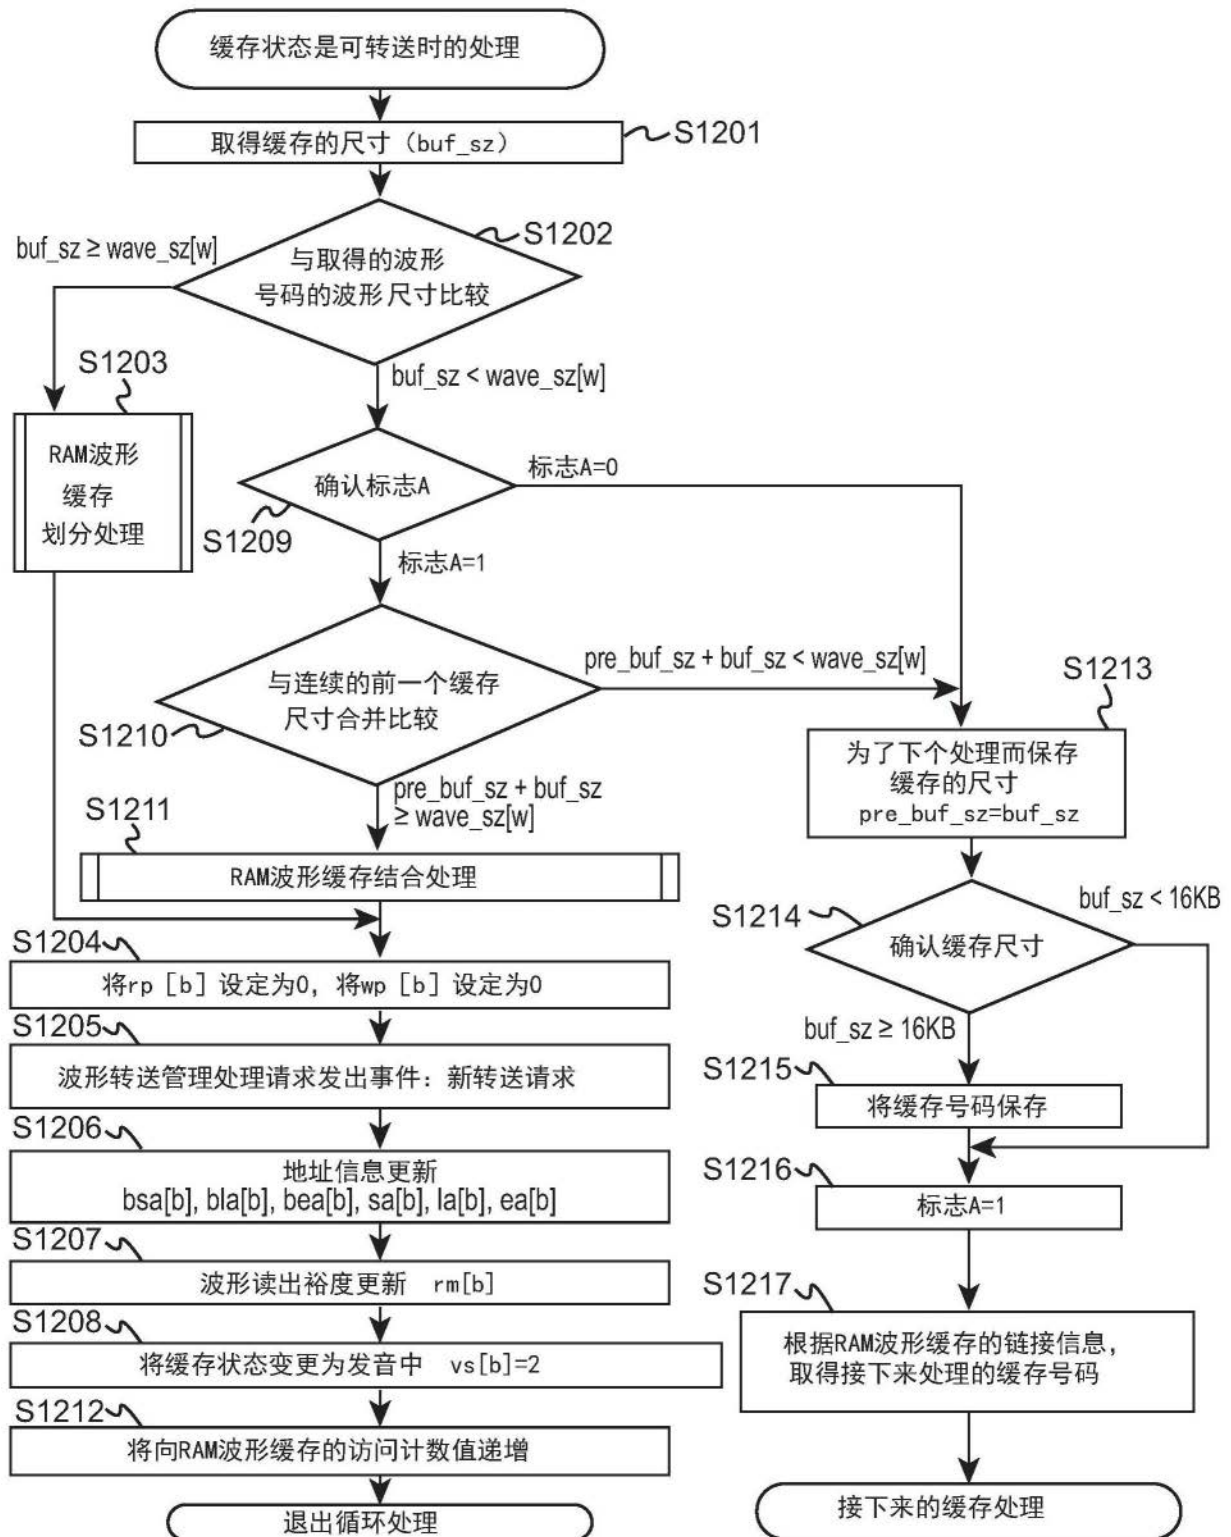 缓存状态是可转送时的处理
取得缓存的尺寸（buf_sz）
S1201
S1202
与取得的波形
号码的波形尺寸比较
buf_sz ≥ wave_sz[w]
buf_sz < wave_sz[w]
S1203
RAM波形
缓存
划分处理
确认标志A
标志A=0
S1209
标志A=1
与连续的前一个缓存
尺寸合并比较
pre_buf_sz + buf_sz < wave_sz[w]
S1210
pre_buf_sz + buf_sz
≥ wave_sz[w]
S1211
RAM波形缓存结合处理
S1204
将rp［b］设定为0，将wp［b］设定为0
S1205
波形转送管理处理请求发出事件：新转送请求
S1206
地址信息更新
bsa[b], bla[b], bea[b], sa[b], la[b], ea[b]
S1207
波形读出裕度更新 rm[b]
S1208
将缓存状态变更为发音中 vs[b]=2
S1212
将向RAM波形缓存的访问计数值递增
退出循环处理
S1213
为了下个处理而保存
缓存的尺寸
pre_buf_sz=buf_sz
S1214
确认缓存尺寸
buf_sz < 16KB
buf_sz ≥ 16KB
S1215
将缓存号码保存
S1216
标志A=1
S1217
根据RAM波形缓存的链接信息，
取得接下来处理的缓存号码
接下来的缓存处理